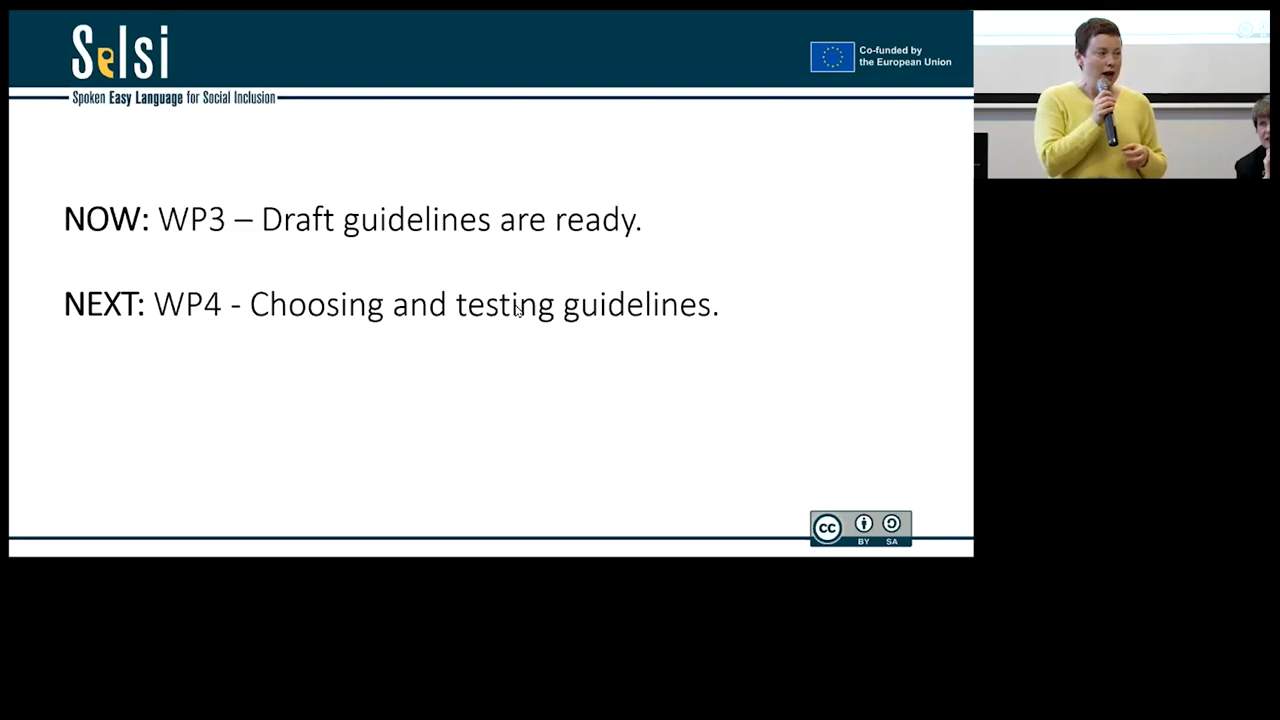 Selsi
Spoken Easy Language for Social Inclusion
Co-funded by
the European Union
NOW: WP3 – Draft guidelines are ready.
NEXT: WP4 - Choosing and testing guidelines.
cc
BY SA